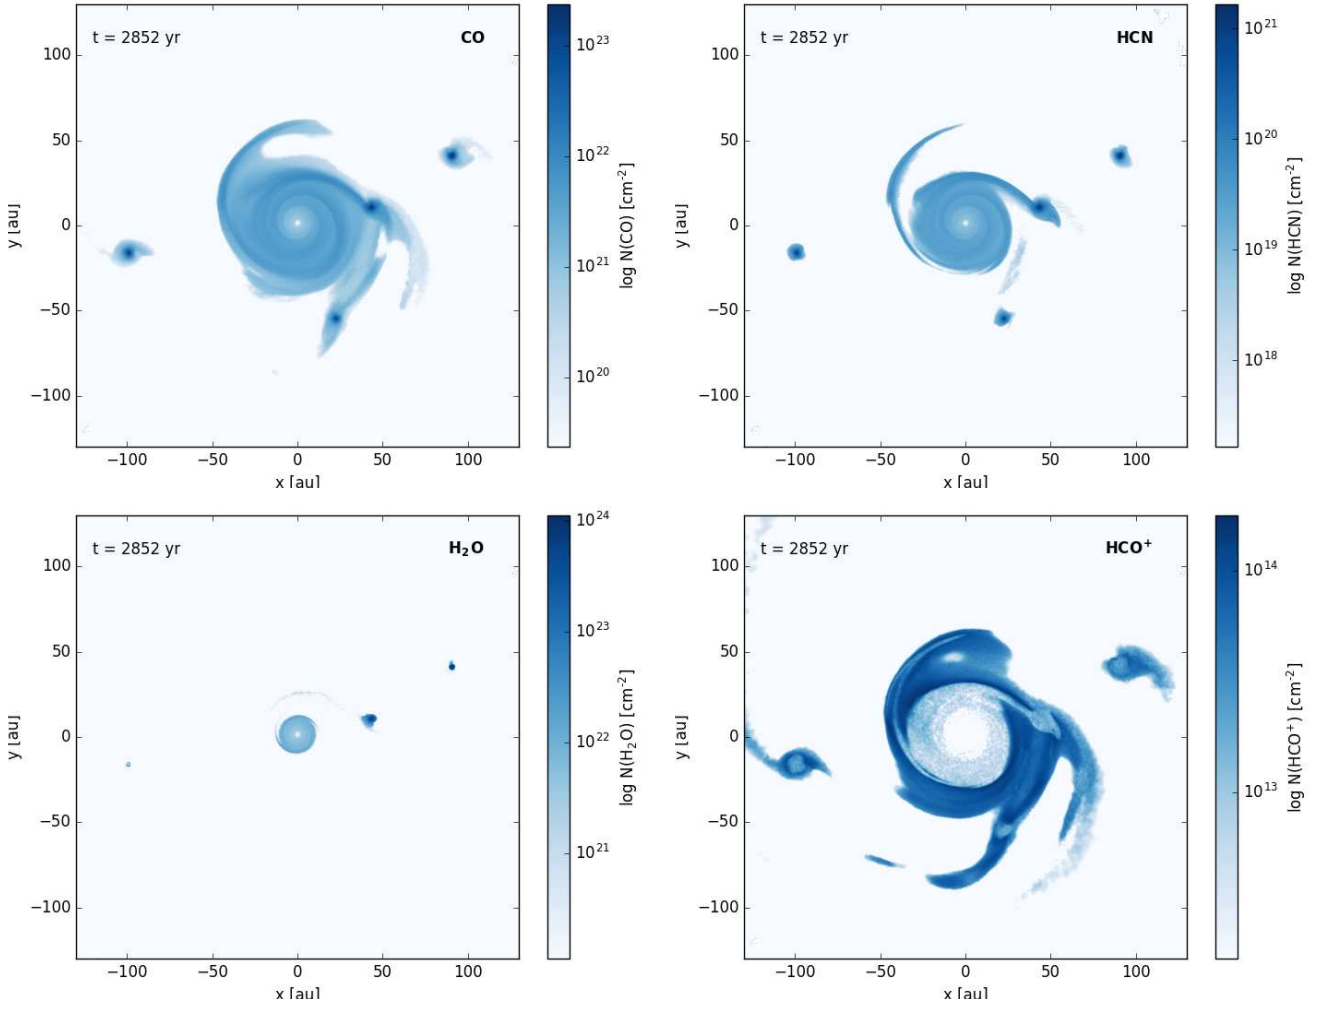 t = 2852 yr
CO
100
50
0
−50
−100
y [au]
−100 −50 0 50 100
x [au]
10^23
10^22
10^21
10^20
log N(CO) [cm^-2]
t = 2852 yr
HCN
100
50
0
−50
−100
y [au]
−100 −50 0 50 100
x [au]
10^21
10^20
10^19
10^18
log N(HCN) [cm^-2]
t = 2852 yr
H₂O
100
50
0
−50
−100
y [au]
−100 −50 0 50 100
x [au]
10^24
10^23
10^22
10^21
log N(H₂O) [cm^-2]
t = 2852 yr
HCO⁺
100
50
0
−50
−100
y [au]
−100 −50 0 50 100
x [au]
10^14
10^13
log N(HCO⁺) [cm^-2]